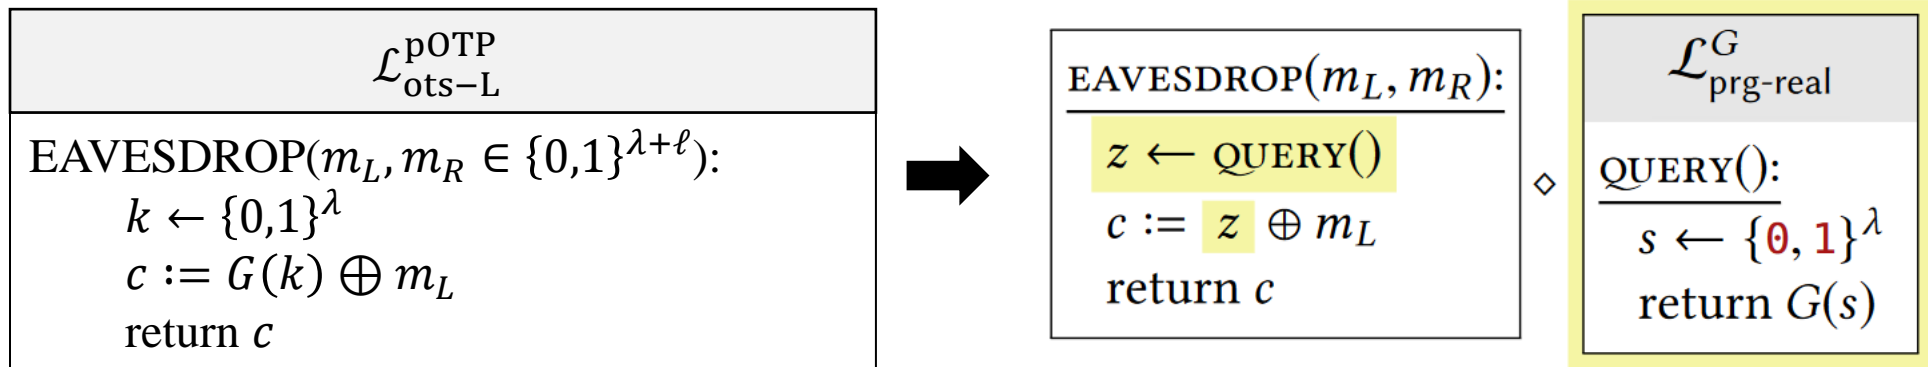 ℒ^pOTP_ots−L
EAVESDROP(m_L, m_R ∈ {0,1}^{λ+ℓ}):
k ← {0,1}^λ
c := G(k) ⊕ m_L
return c
EAVESDROP(m_L, m_R):
z ← QUERY()
c := z ⊕ m_L
return c
⋄
ℒ^G_prg-real
QUERY():
s ← {0, 1}^λ
return G(s)